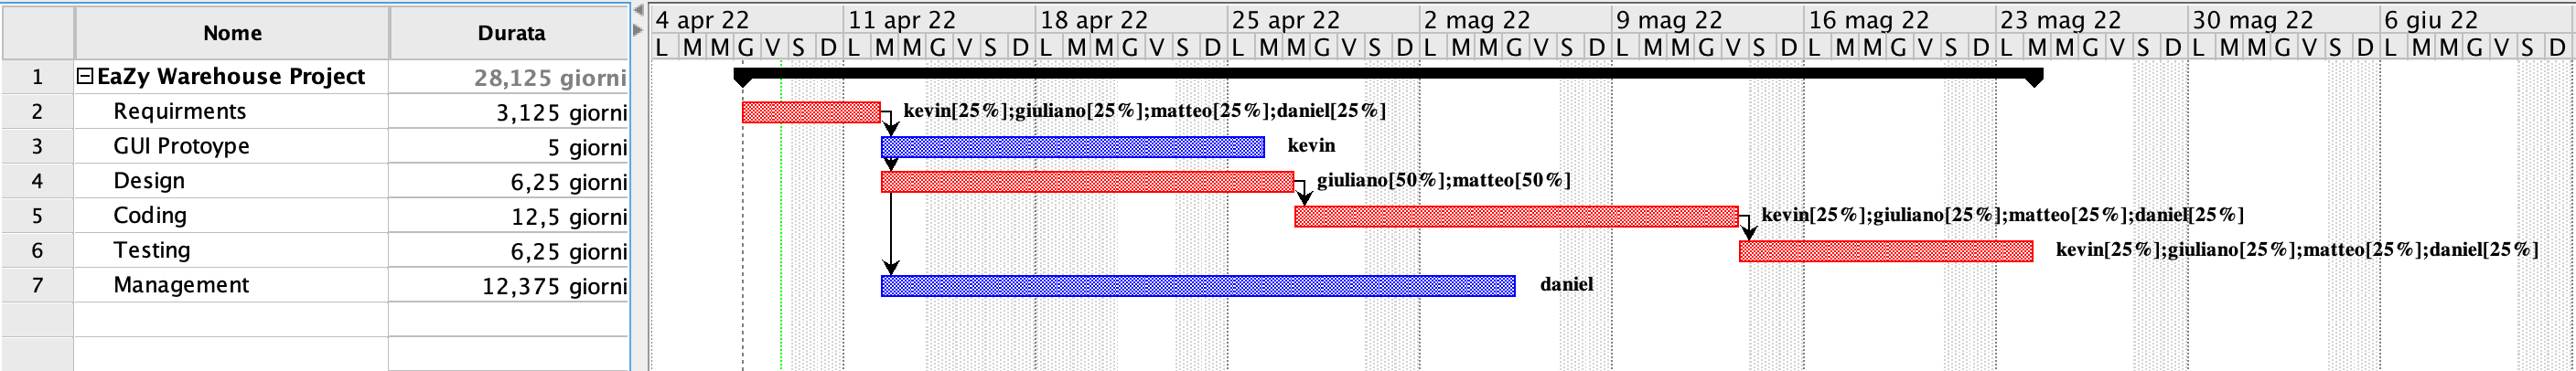 Nome Durata 4 apr 22 11 apr 22 18 apr 22 25 apr 22 2 mag 22 9 mag 22 16 mag 22 23 mag 22 30 mag 22 6 giu 22
L M M G V S D L M M G V S D L M M G V S D L M M G V S D L M M G V S D L M M G V S D L M M G V S D L M M G V S D L M M G V S D L M M G V S D
1 EaZy Warehouse Project 28,125 giorni
2 Requirments 3,125 giorni kevin[25%];giuliano[25%];matteo[25%];daniel[25%]
3 GUI Protoype 5 giorni kevin
4 Design 6,25 giorni giuliano[50%];matteo[50%]
5 Coding 12,5 giorni kevin[25%];giuliano[25%];matteo[25%];daniel[25%]
6 Testing 6,25 giorni kevin[25%];giuliano[25%];matteo[25%];daniel[25%]
7 Management 12,375 giorni daniel